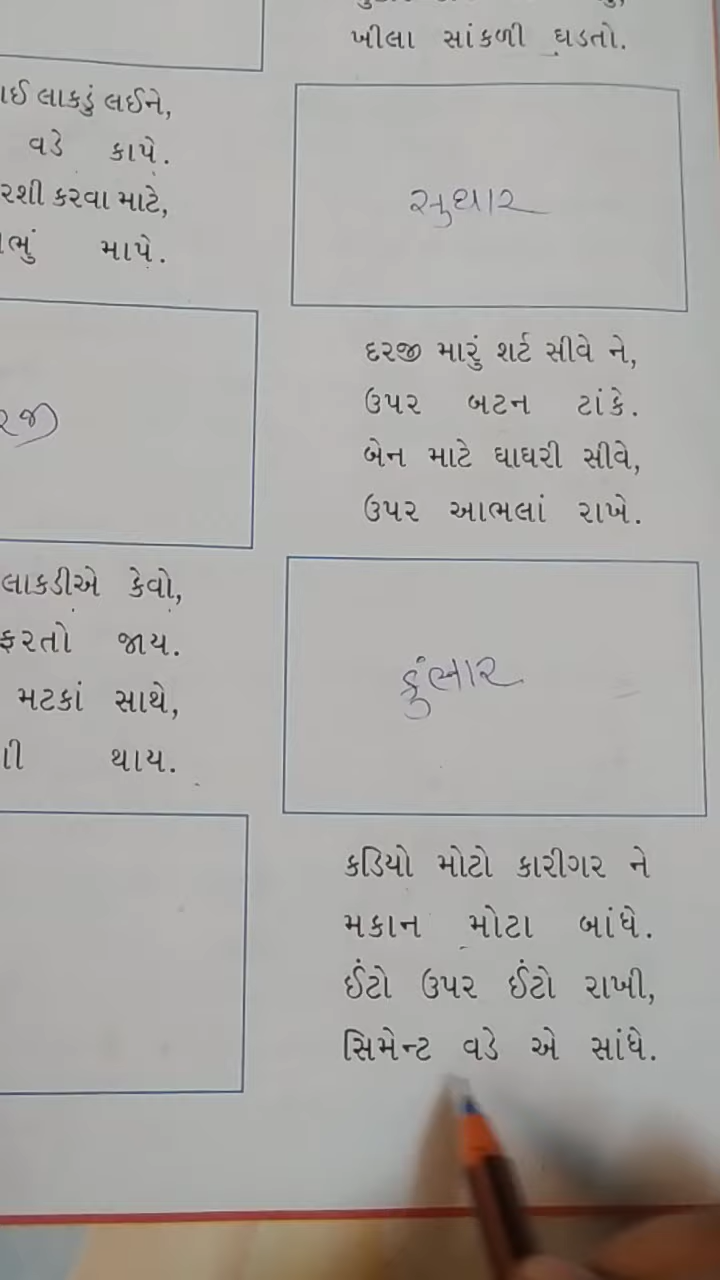 ખીલા સાંકળી ઘડતો.
લાકડું લઈને,
વડે કાપે.
કરવા માટે,
માપે.
સુથાર
દરજી મારું શર્ટ સીવે ને,
ઉપર બટન ટાંકે.
બેન માટે ઘાઘરી સીવે,
ઉપર આભલાં રાખે.
લાકડીએ કેવો,
ફરતો જાય.
મટકાં સાથે,
થાય.
કુંભાર
કડિયો મોટો કારીગર ને
મકાન મોટા બાંધે.
ઈંટો ઉપર ઈંટો રાખી,
સિમેન્ટ વડે એ સાંધે.